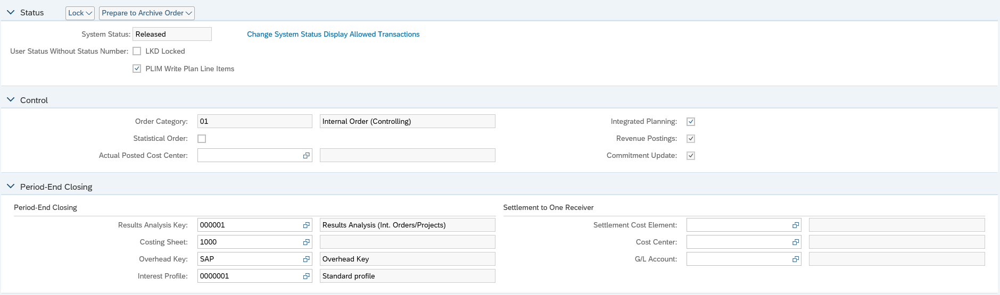 Status Lock Prepare to Archive Order
System Status: Released Change System Status Display Allowed Transactions
User Status Without Status Number: LKD Locked
PLIM Write Plan Line Items
Control
Order Category: 01 Internal Order (Controlling) Integrated Planning:
Statistical Order: Revenue Postings:
Actual Posted Cost Center: Commitment Update:
Period-End Closing
Period-End Closing Settlement to One Receiver
Results Analysis Key: 000001 Results Analysis (Int. Orders/Projects) Settlement Cost Element:
Costing Sheet: 1000 Cost Center:
Overhead Key: SAP Overhead Key G/L Account:
Interest Profile: 0000001 Standard profile